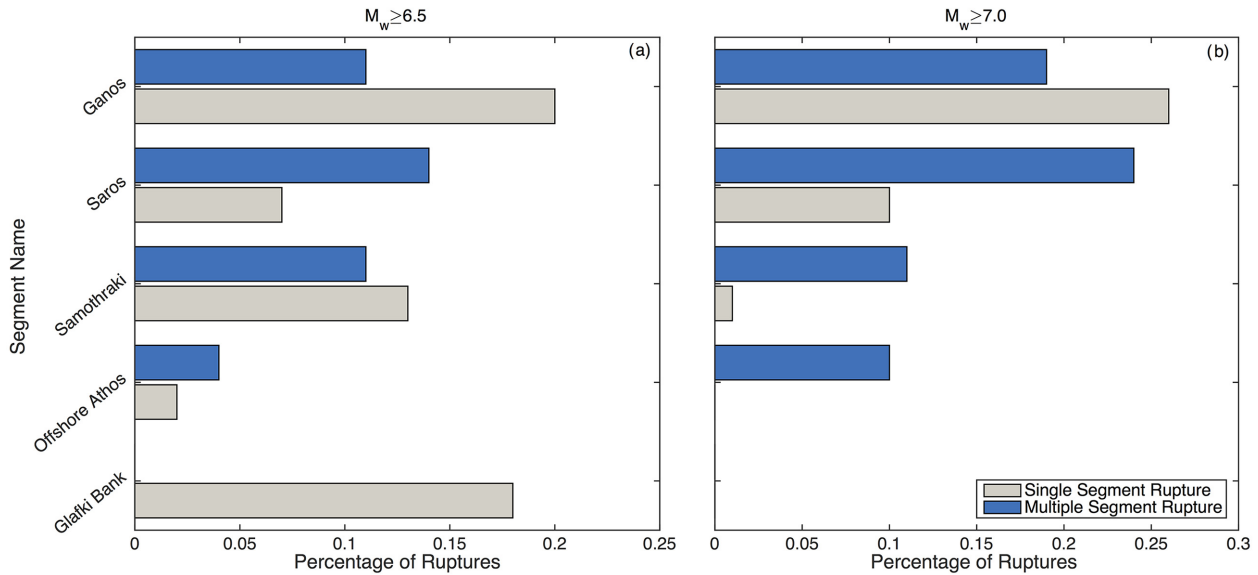 Mw≥6.5
Mw≥7.0
(a)
(b)
Ganos
Saros
Samothraki
Offshore Athos
Glafki Bank
Segment Name
Single Segment Rupture
Multiple Segment Rupture
0 0.05 0.1 0.15 0.2 0.25
0 0.05 0.1 0.15 0.2 0.25 0.3
Percentage of Ruptures
Percentage of Ruptures